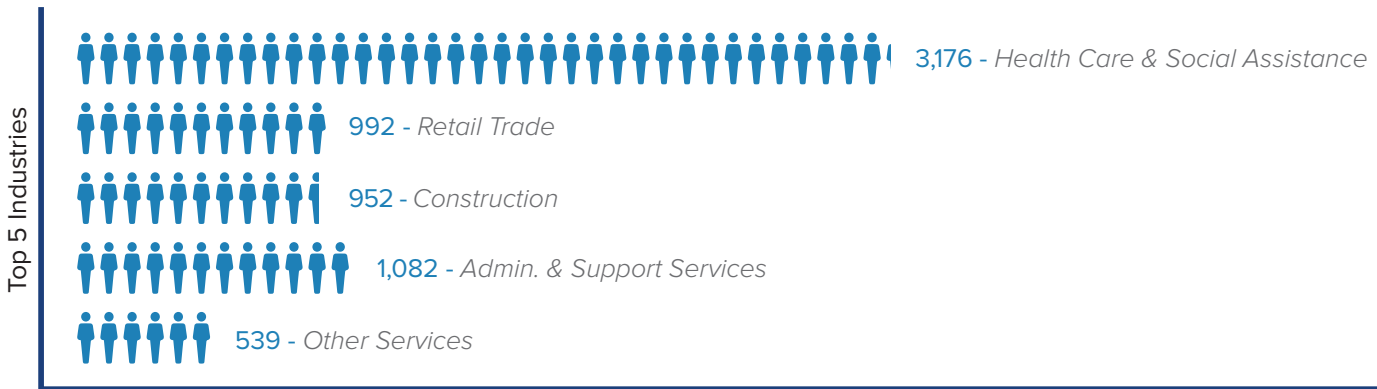 Top 5 Industries
3,176 - Health Care & Social Assistance
992 - Retail Trade
952 - Construction
1,082 - Admin. & Support Services
539 - Other Services